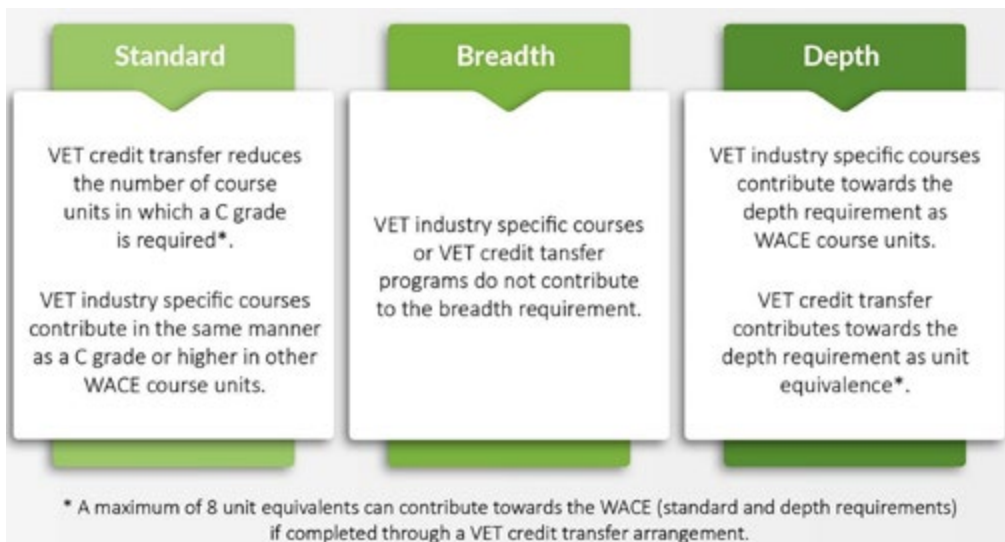 Standard
VET credit transfer reduces
the number of course
units in which a C grade
is required*.
VET industry specific courses
contribute in the same manner
as a C grade or higher in other
WACE course units.
Breadth
VET industry specific courses
or VET credit tansfer
programs do not contribute
to the breadth requirement.
Depth
VET industry specific courses
contribute towards the
depth requirement as
WACE course units.
VET credit transfer
contributes towards the
depth requirement as unit
equivalence*.
* A maximum of 8 unit equivalents can contribute towards the WACE (standard and depth requirements)
if completed through a VET credit transfer arrangement.